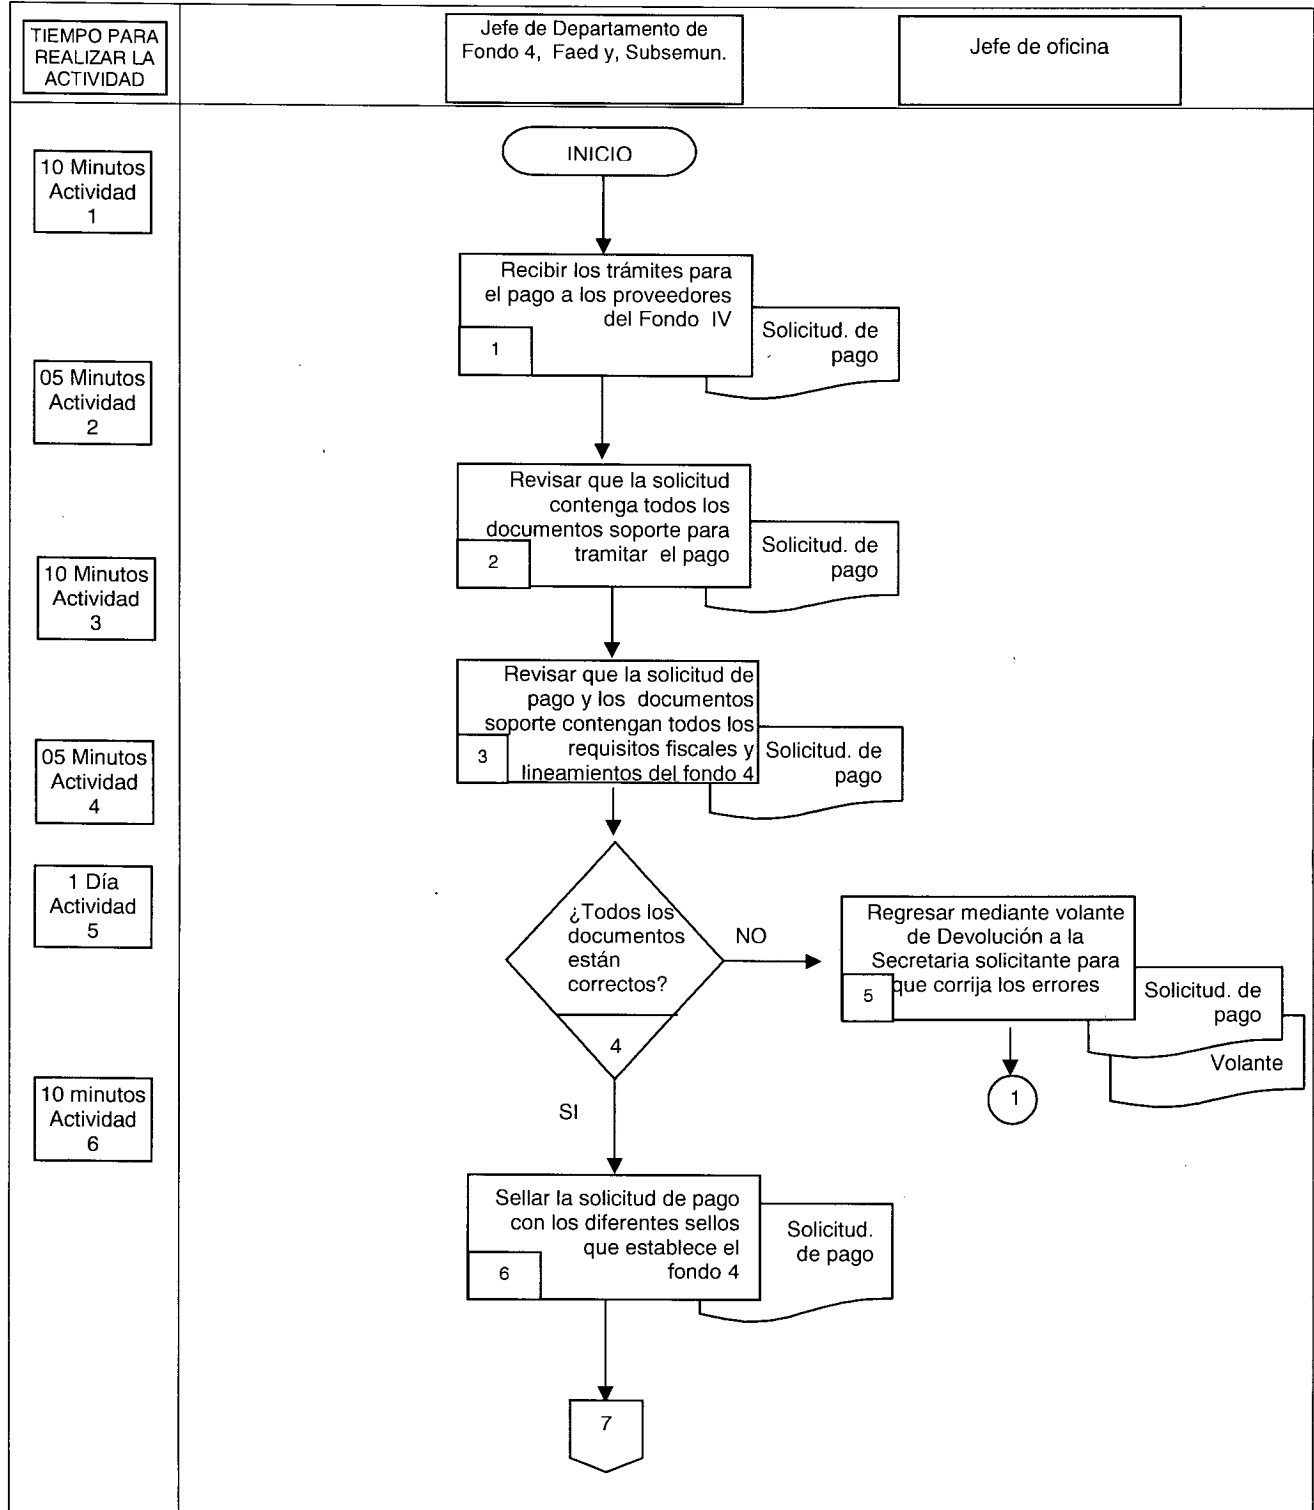 TIEMPO PARA
REALIZAR LA
ACTIVIDAD
Jefe de Departamento de
Fondo 4, Faed y, Subsemun.
Jefe de oficina
10 Minutos
Actividad
1
INICIO
Recibir los trámites para
el pago a los proveedores
del Fondo IV
1
Solicitud. de
pago
05 Minutos
Actividad
2
Revisar que la solicitud
contenga todos los
documentos soporte para
tramitar el pago
2
Solicitud. de
pago
10 Minutos
Actividad
3
Revisar que la solicitud de
pago y los documentos
soporte contengan todos los
requisitos fiscales y
lineamientos del fondo 4
3
Solicitud. de
pago
05 Minutos
Actividad
4
1 Día
Actividad
5
¿Todos los
documentos
están
correctos?
4
NO
Regresar mediante volante
de Devolución a la
Secretaria solicitante para
que corrija los errores
5
Solicitud. de
pago
Volante
1
SI
10 minutos
Actividad
6
Sellar la solicitud de pago
con los diferentes sellos
que establece el
fondo 4
6
Solicitud.
de pago
7